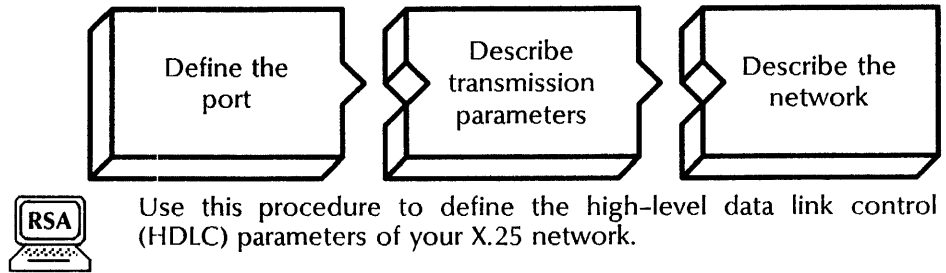 Define the
port
Describe
transmission
parameters
Describe the
network
RSA
Use this procedure to define the high-level data link control
(HDLC) parameters of your X.25 network.